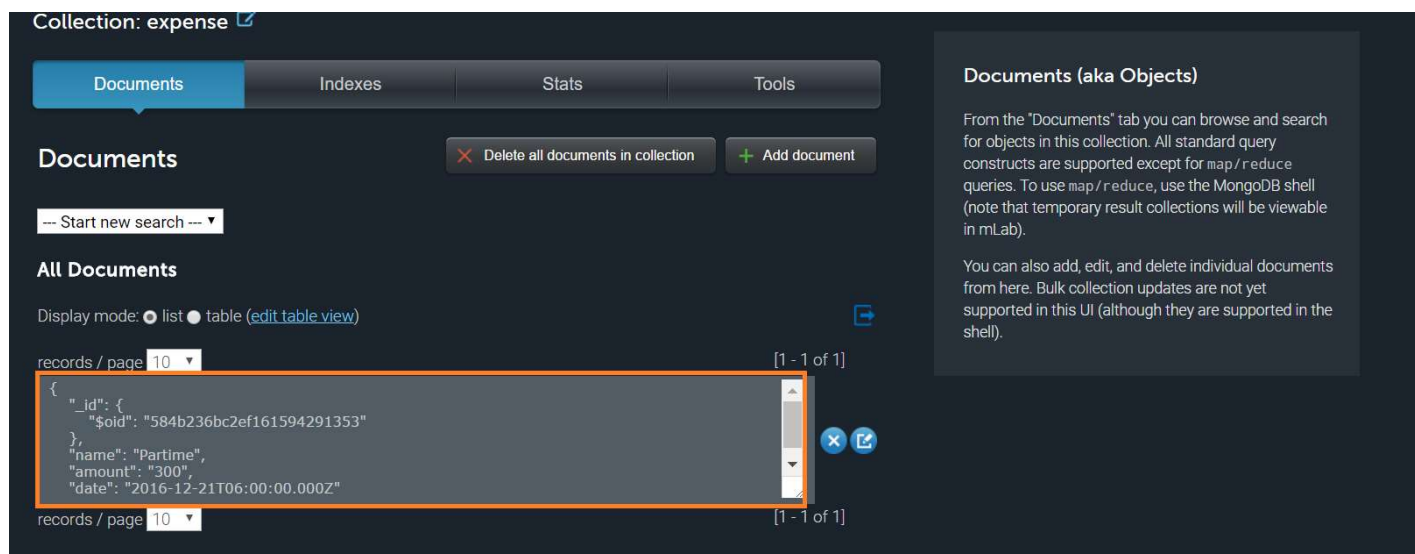 Collection: expense
Documents Indexes Stats Tools
Documents
Delete all documents in collection
Add document
--- Start new search ---
All Documents
Display mode: list table (edit table view)
records / page 10 [1 - 1 of 1]
{
"_id": {
"$oid": "584b236bc2ef161594291353"
},
"name": "Partime",
"amount": "300",
"date": "2016-12-21T06:00:00.000Z"
records / page 10 [1 - 1 of 1]
Documents (aka Objects)
From the "Documents" tab you can browse and search
for objects in this collection. All standard query
constructs are supported except for map/reduce
queries. To use map/reduce, use the MongoDB shell
(note that temporary result collections will be viewable
in mLab).
You can also add, edit, and delete individual documents
from here. Bulk collection updates are not yet
supported in this UI (although they are supported in the
shell).